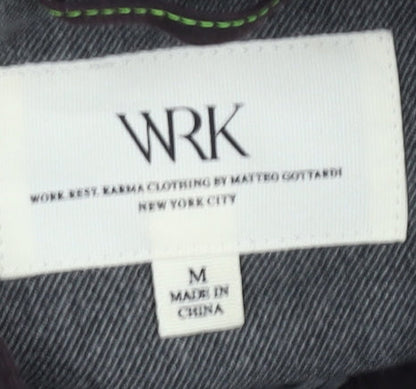 WRK
WORK. REST. KARMA CLOTHING BY MATTEO GOTTARDI
NEW YORK CITY
M
MADE IN
CHINA